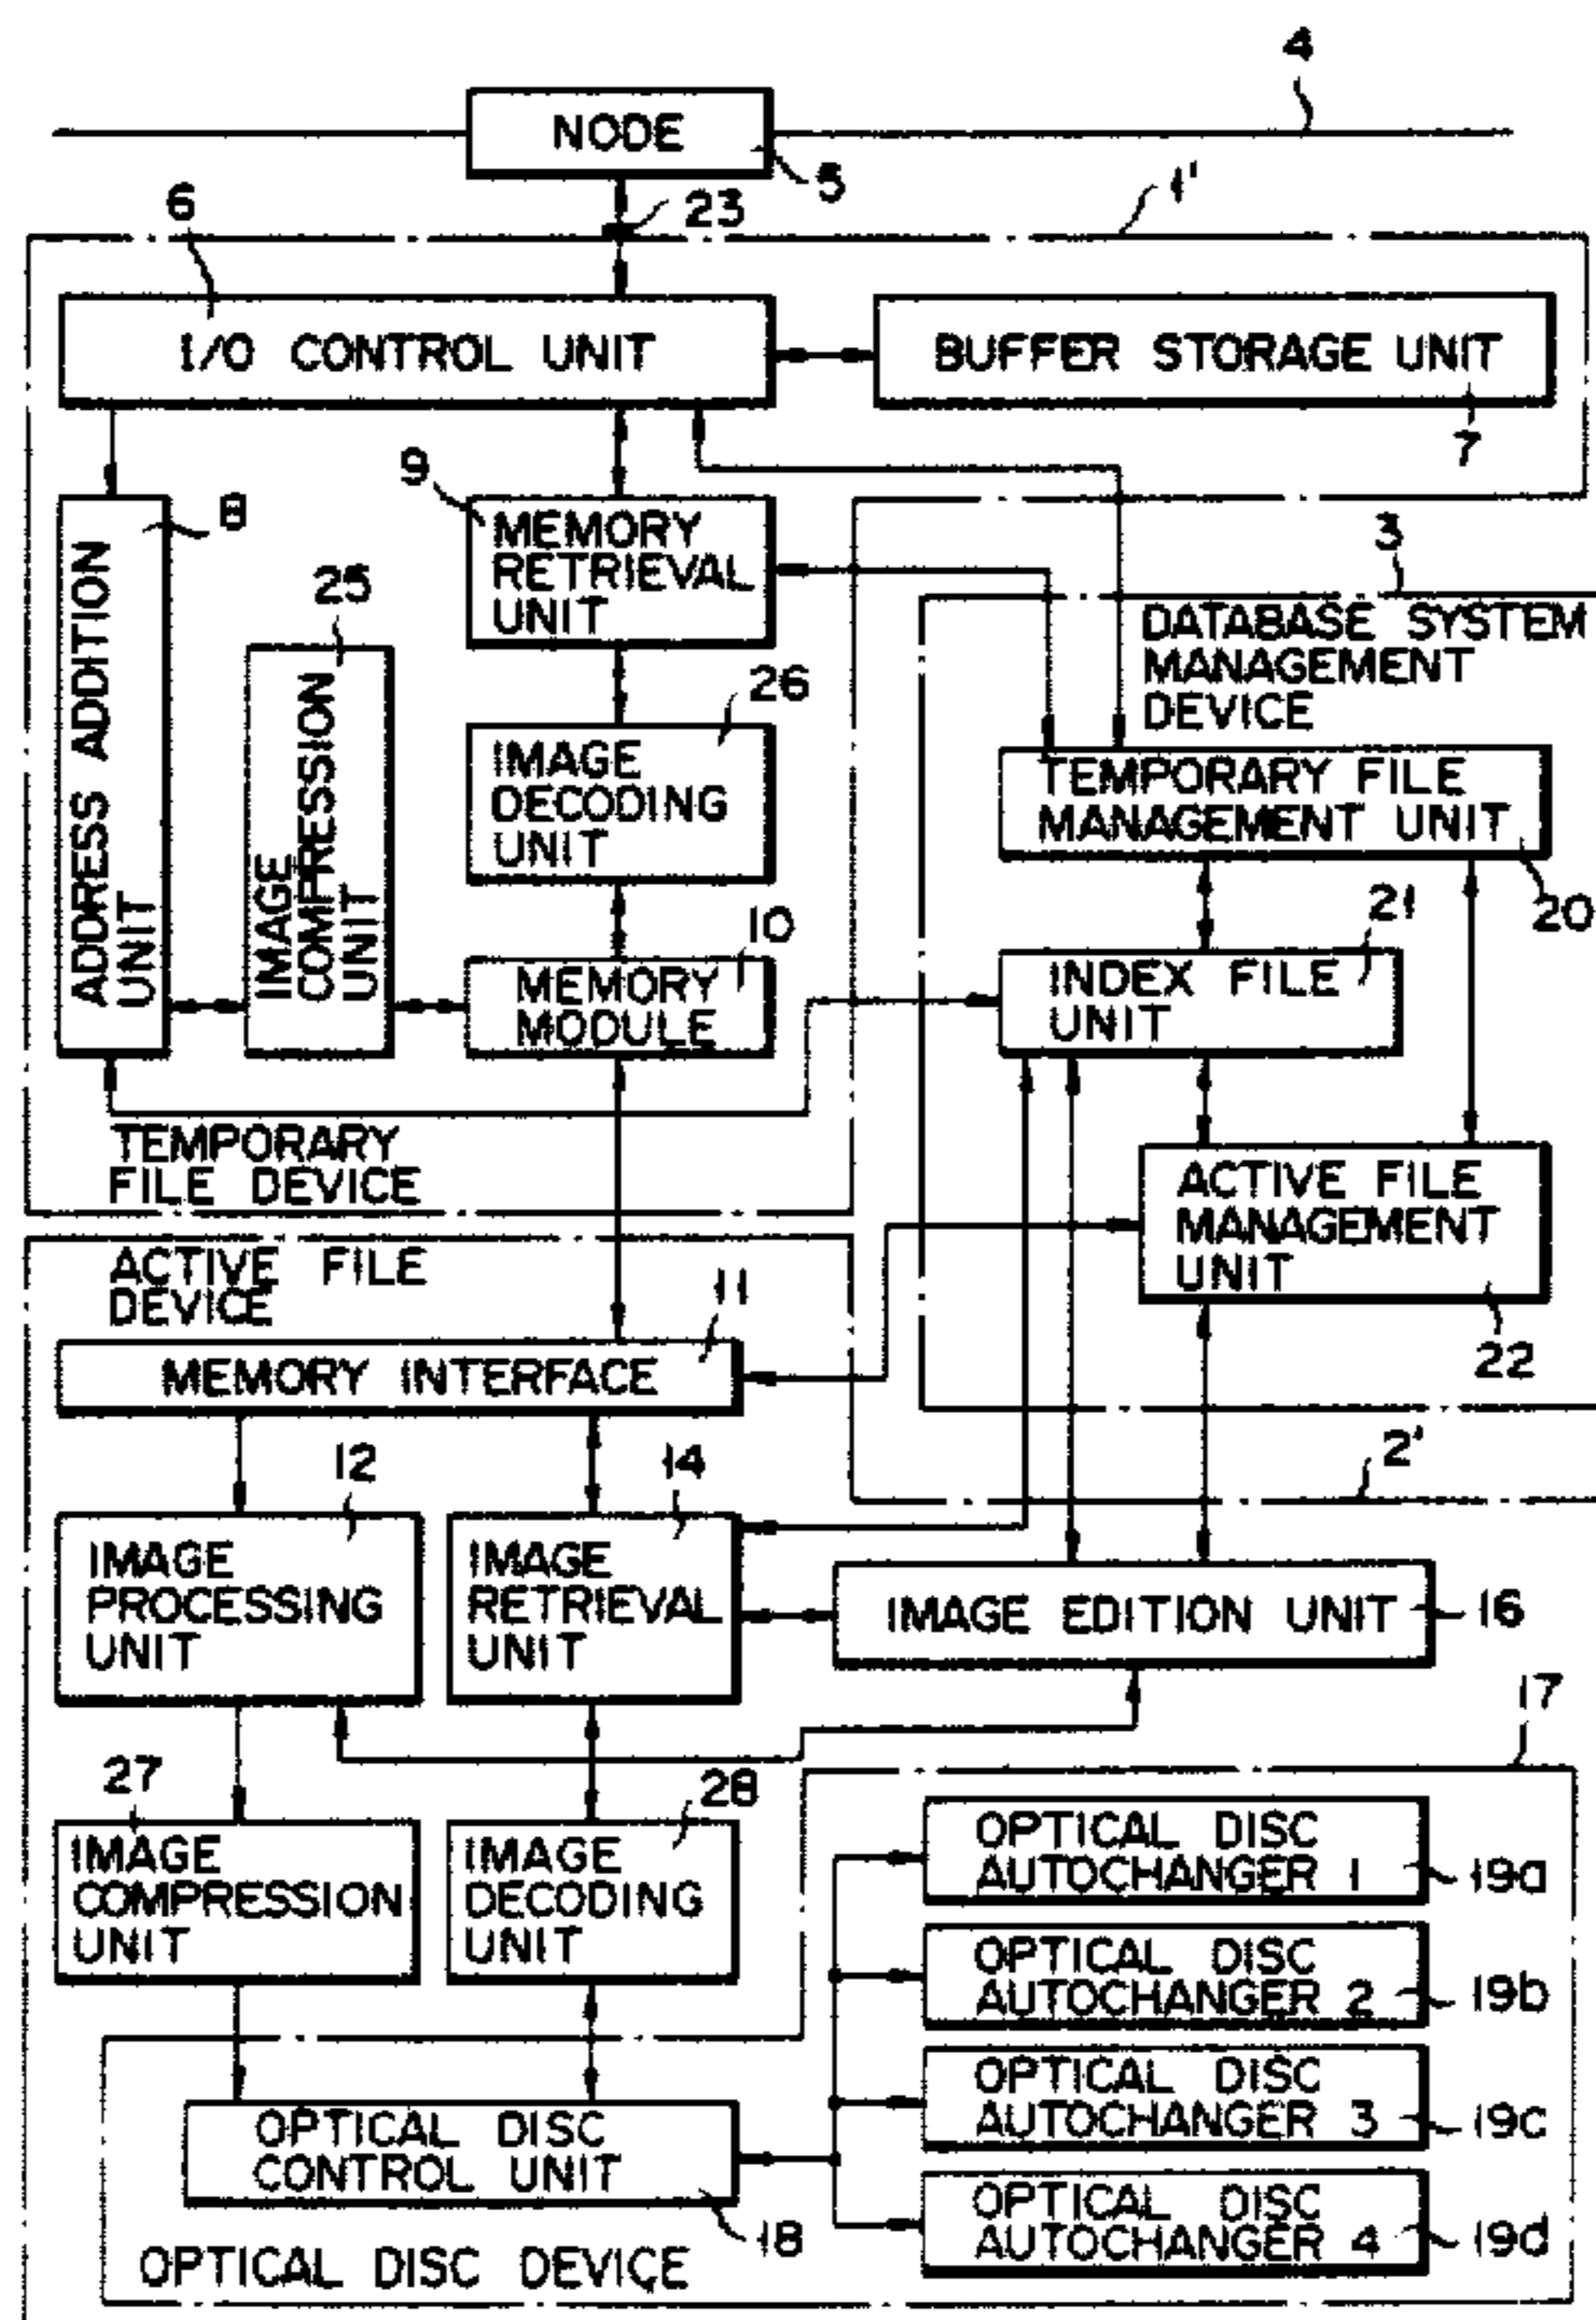 4
NODE
5
6
23
1'
I/O CONTROL UNIT
BUFFER STORAGE UNIT
7
8
9
MEMORY
RETRIEVAL
UNIT
3
DATABASE SYSTEM
MANAGEMENT
DEVICE
ADDRESS ADDITION
UNIT
25
IMAGE
COMPRESSION
UNIT
26
IMAGE
DECODING
UNIT
TEMPORARY FILE
MANAGEMENT UNIT
20
10
MEMORY
MODULE
21
INDEX FILE
UNIT
TEMPORARY
FILE DEVICE
ACTIVE FILE
MANAGEMENT
UNIT
22
ACTIVE FILE
DEVICE
11
MEMORY INTERFACE
2'
12
IMAGE
PROCESSING
UNIT
14
IMAGE
RETRIEVAL
UNIT
IMAGE EDITION UNIT
16
17
27
IMAGE
COMPRESSION
UNIT
28
IMAGE
DECODING
UNIT
OPTICAL DISC
AUTOCHANGER 1
19a
OPTICAL DISC
AUTOCHANGER 2
19b
OPTICAL DISC
AUTOCHANGER 3
19c
OPTICAL DISC
AUTOCHANGER 4
19d
OPTICAL DISC
CONTROL UNIT
18
OPTICAL DISC DEVICE